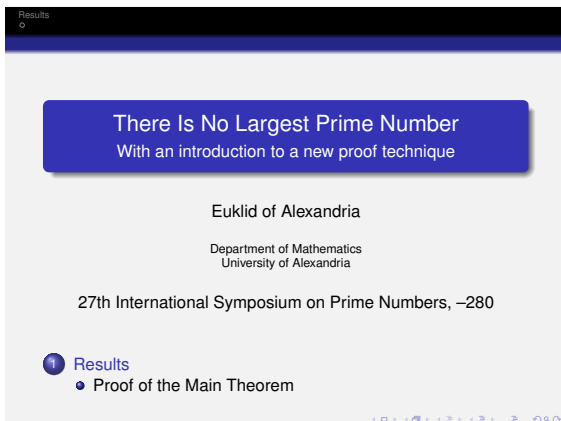 Results
There Is No Largest Prime Number
With an introduction to a new proof technique
Euklid of Alexandria
Department of Mathematics
University of Alexandria
27th International Symposium on Prime Numbers, –280
1 Results
Proof of the Main Theorem